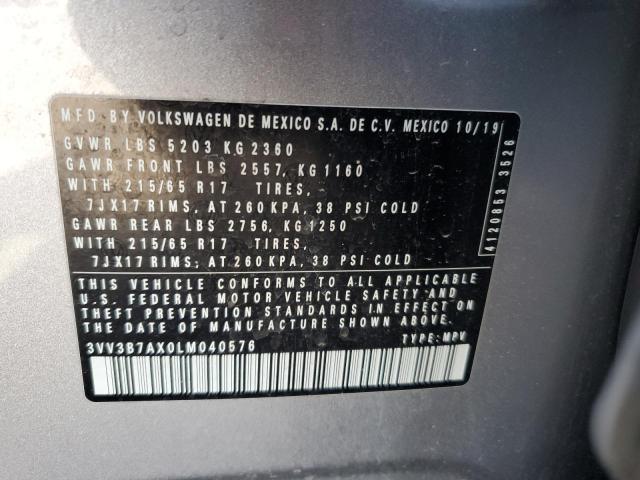 MFD BY VOLKSWAGEN DE MEXICO S.A. DE C.V. MEXICO 10/19
GVWR LBS 5203 KG 2360
GAWR FRONT LBS 2557, KG 1160
WITH 215/65 R17 TIRES,
7JX17 RIMS, AT 260 KPA, 38 PSI COLD
GAWR REAR LBS 2756, KG 1250
WITH 215/65 R17 TIRES,
7JX17 RIMS, AT 260 KPA, 38 PSI COLD
THIS VEHICLE CONFORMS TO ALL APPLICABLE
U.S. FEDERAL MOTOR VEHICLE SAFETY AND
THEFT PREVENTION STANDARDS IN EFFECT ON
THE DATE OF MANUFACTURE SHOWN ABOVE.
3VV3B7AX0LM040576 TYPE: MPV
4120853 3526